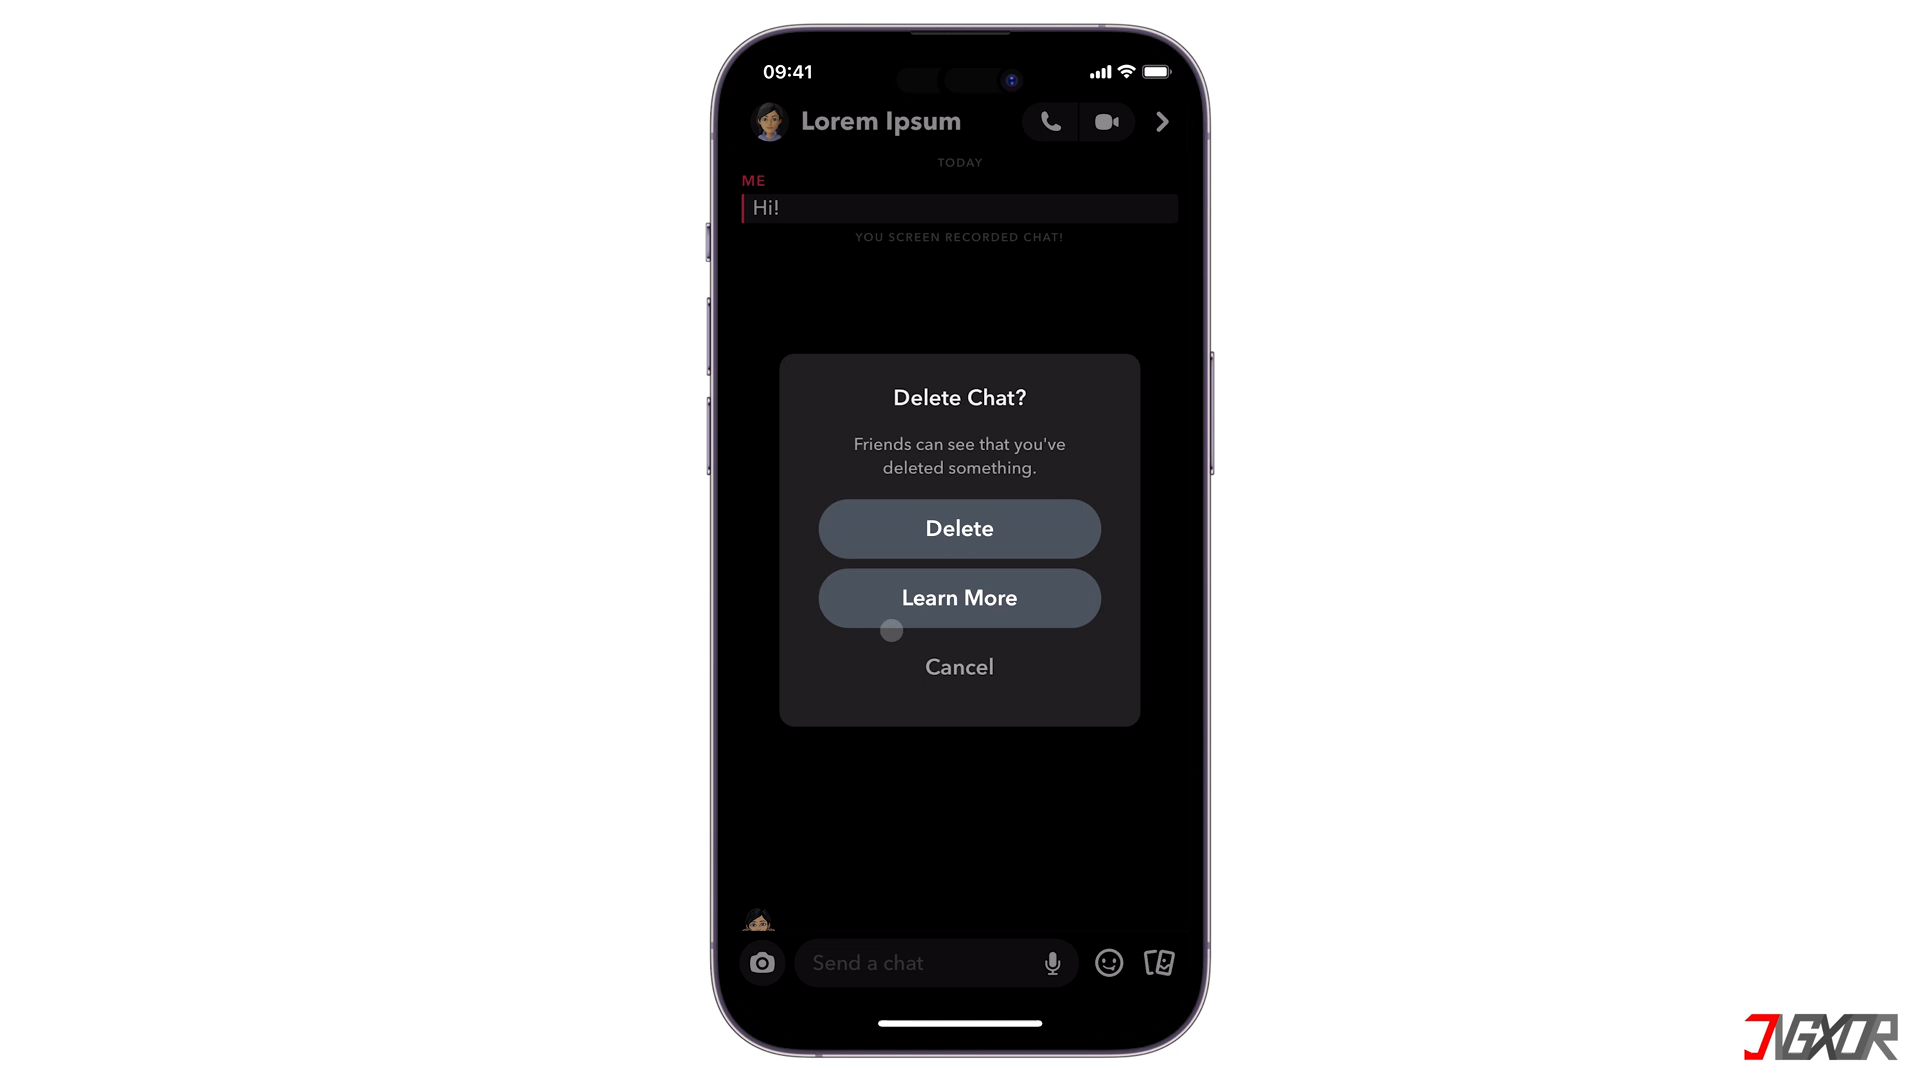 09:41
Lorem Ipsum
TODAY
ME
Hi!
YOU SCREEN RECORDED CHAT!
Delete Chat?
Friends can see that you've
deleted something.
Delete
Learn More
Cancel
Send a chat
JVGXOR